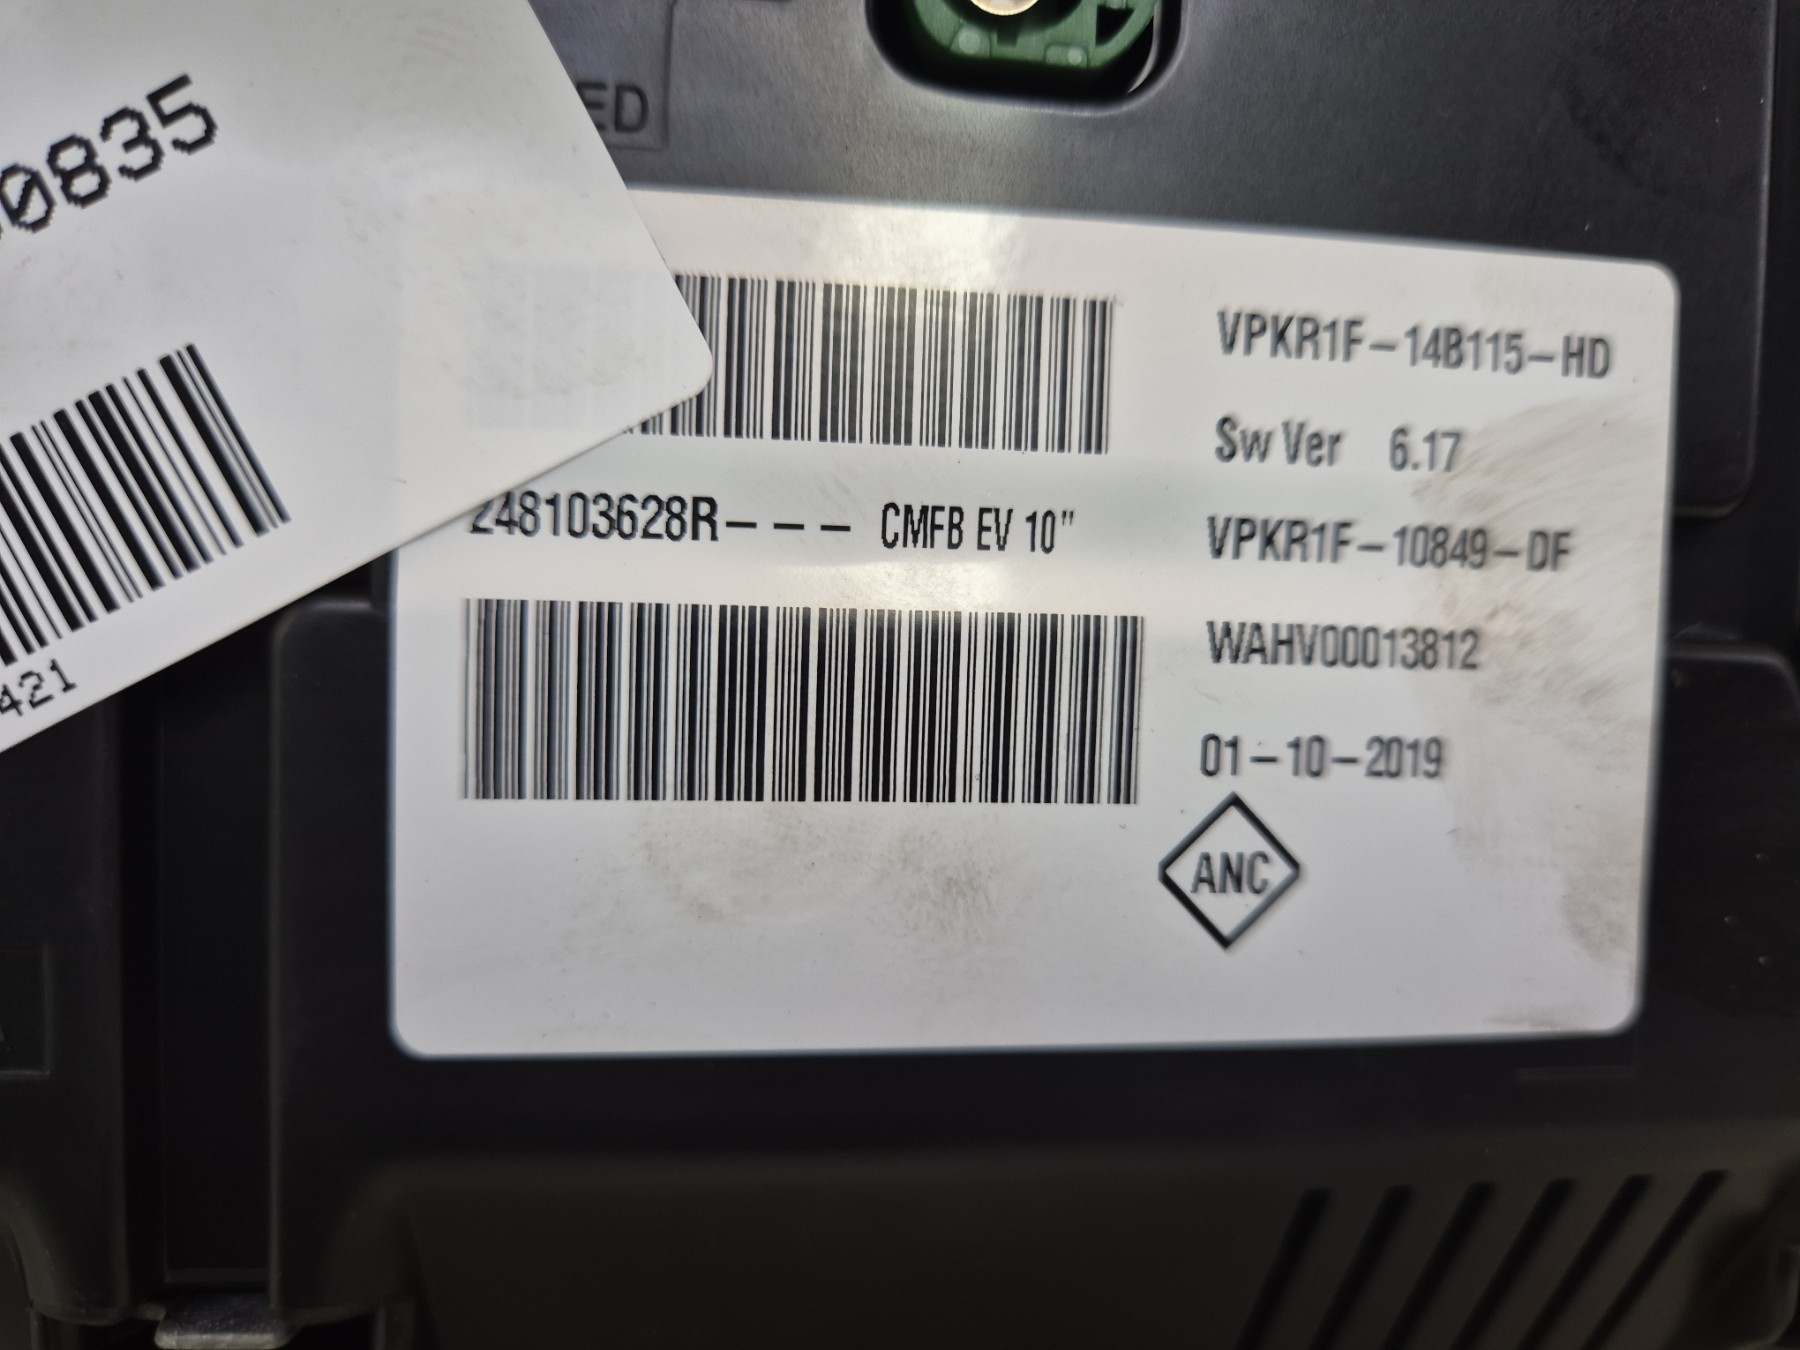 ED
0835
421
VPKR1F-14B115-HD
Sw Ver 6.17
248103628R--- CMFB EV 10"
VPKR1F-10849-DF
WAHV00013812
01-10-2019
ANC